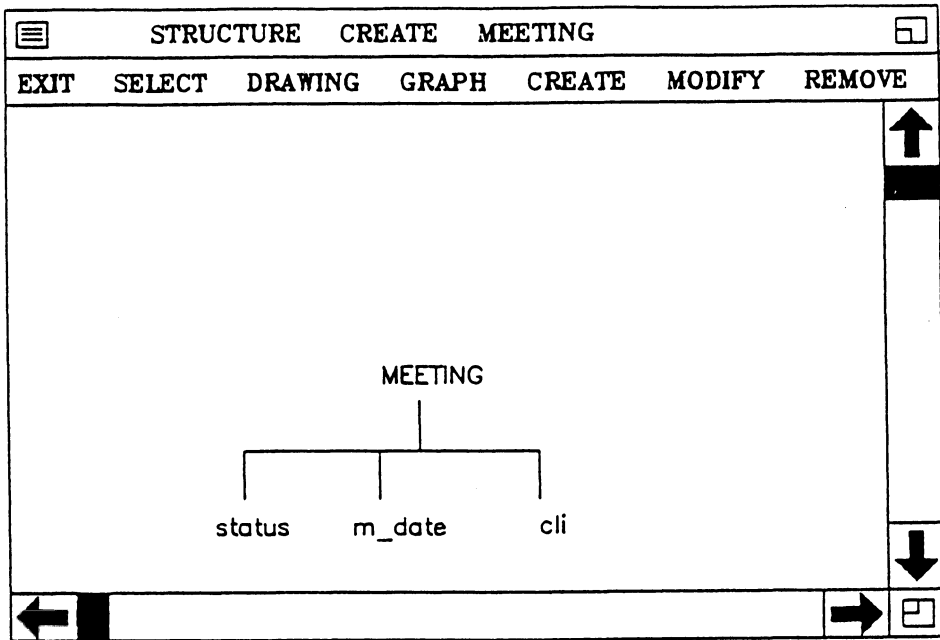 STRUCTURE CREATE MEETING
EXIT SELECT DRAWING GRAPH CREATE MODIFY REMOVE
MEETING
status m_date cli